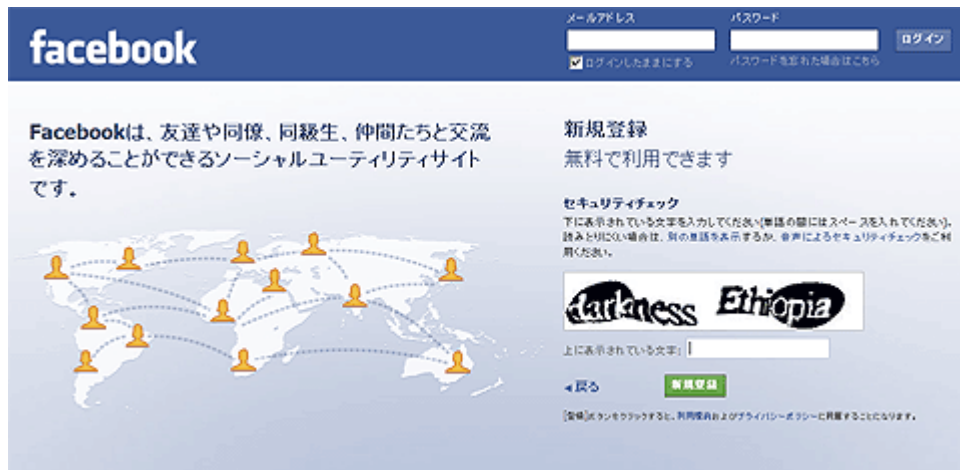 facebook
メールアドレス
パスワード
ログイン
ログインしたままにする
パスワードを忘れた場合はこちら
Facebookは、友達や同僚、同級生、仲間たちと交流
を深めることができるソーシャルユーティリティサイト
です。
新規登録
無料で利用できます
セキュリティチェック
下に表示されている文字を入力してください(単語の間にはスペースを入れてください)。
読みとりにくい場合は、別の単語を表示するか、音声によるセキュリティチェックをご利
用ください。
darkness Ethiopia
上に表示されている文字:
戻る
新規登録
[登録]ボタンをクリックすると、利用規約およびプライバシーポリシーに同意することになります。